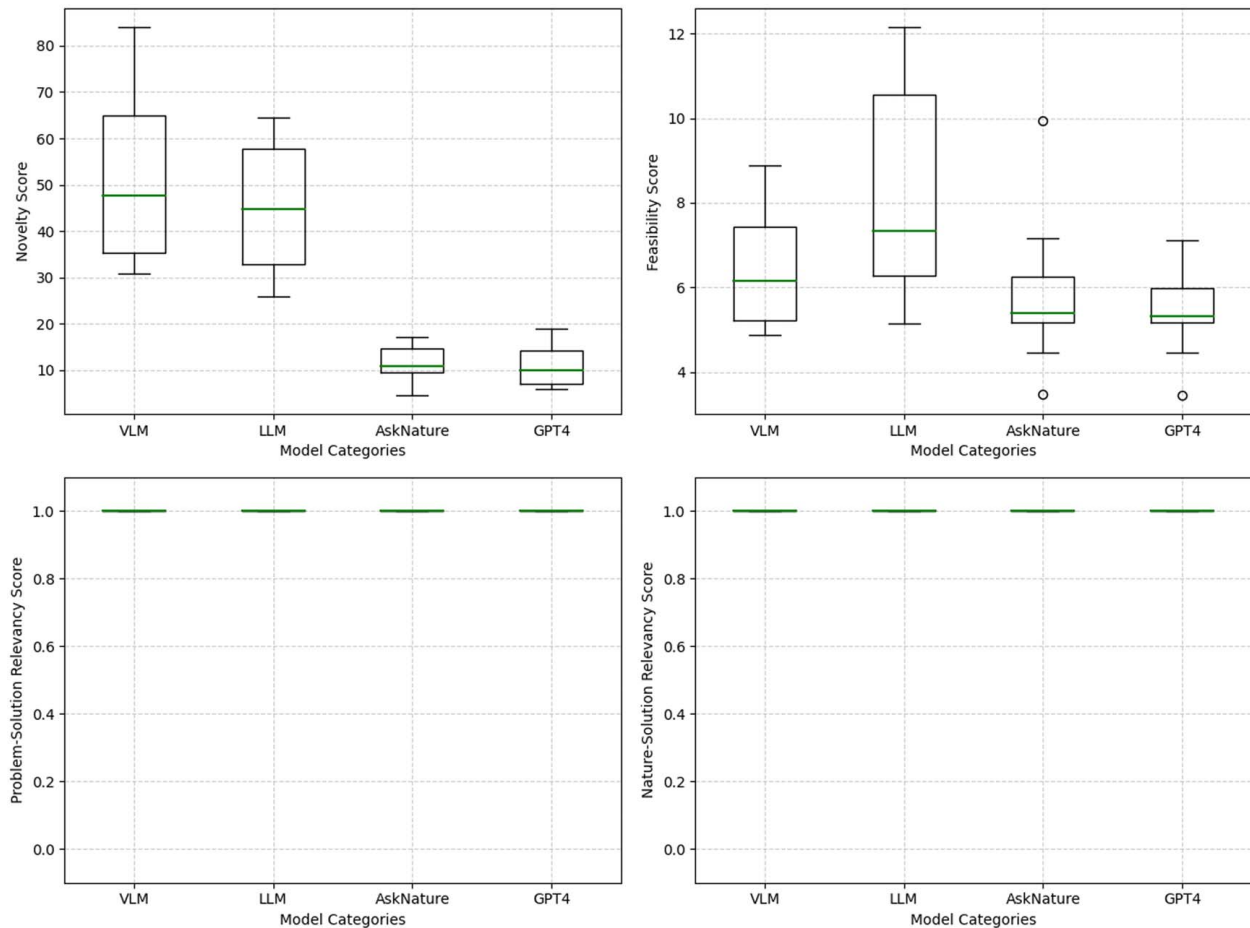 80
70
60
50
40
30
20
10
Novelty Score
VLM LLM AskNature GPT4
Model Categories
12
10
8
6
4
Feasibility Score
VLM LLM AskNature GPT4
Model Categories
1.0
0.8
0.6
0.4
0.2
0.0
Problem-Solution Relevancy Score
VLM LLM AskNature GPT4
Model Categories
1.0
0.8
0.6
0.4
0.2
0.0
Nature-Solution Relevancy Score
VLM LLM AskNature GPT4
Model Categories